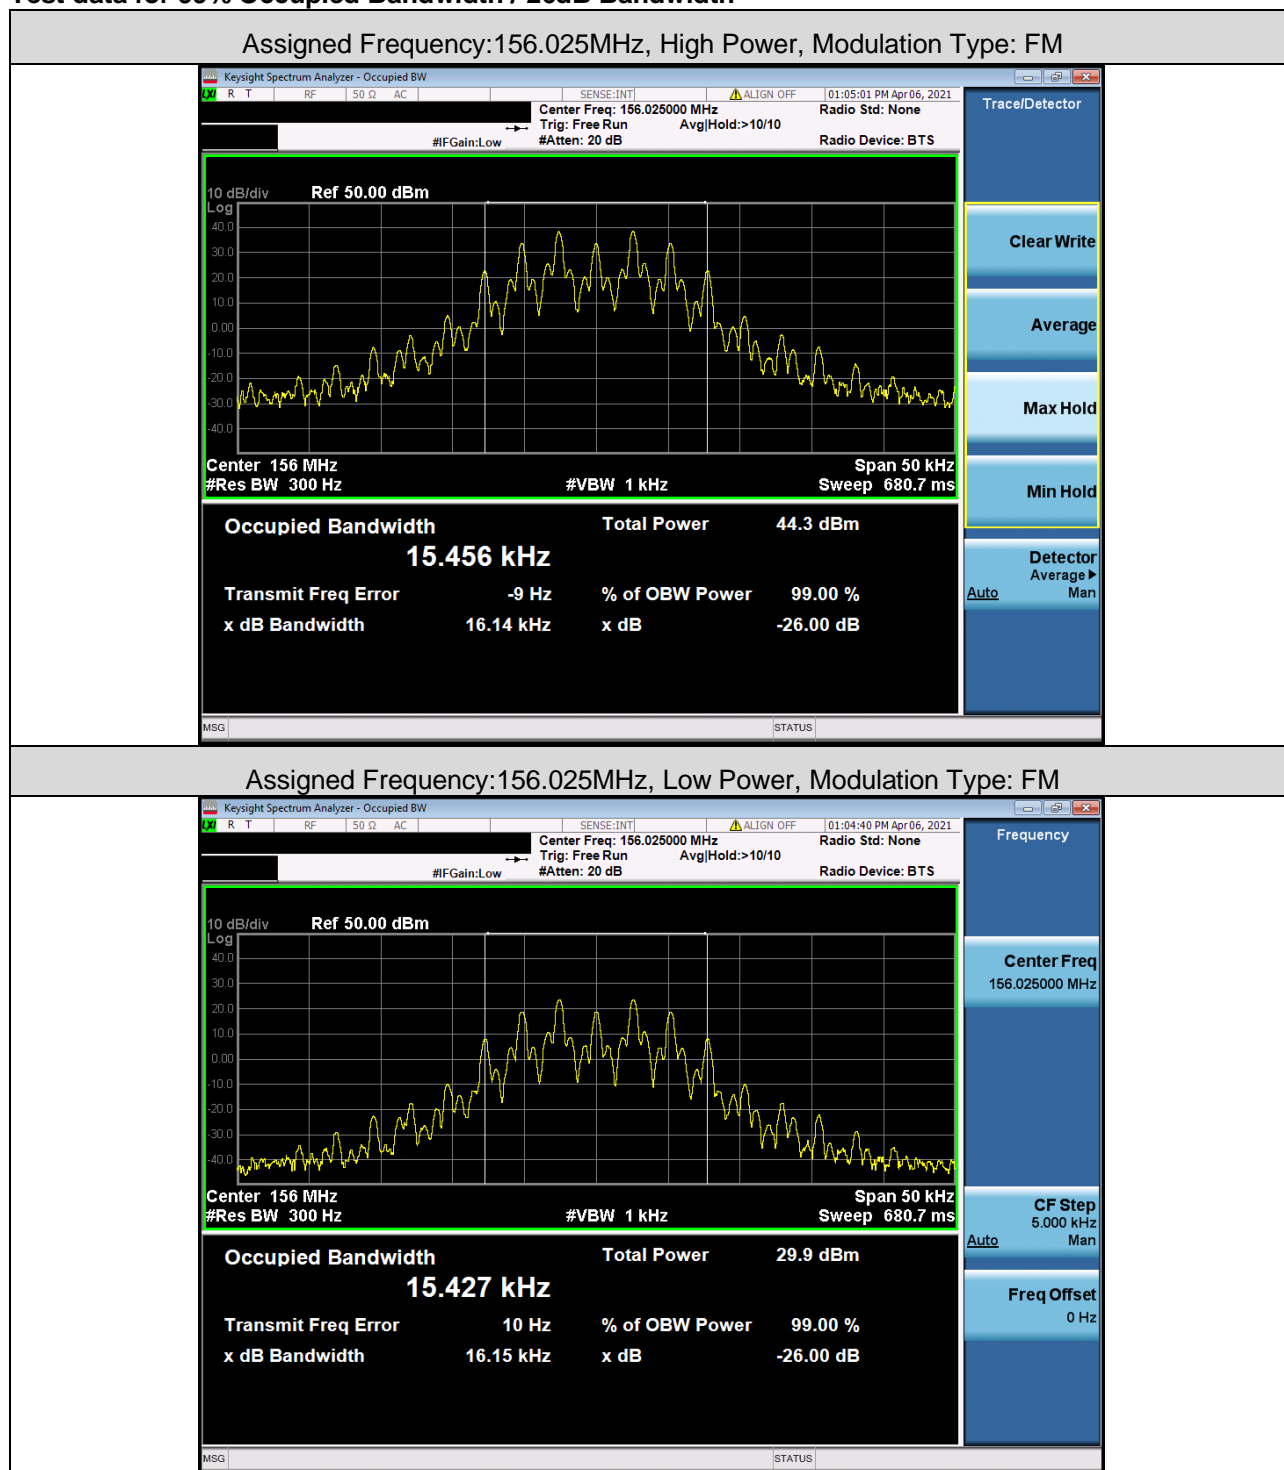 Test data for 99% Occupied Bandwidth / 26dB Bandwidth
Assigned Frequency:156.025MHz, High Power, Modulation Type: FM
Keysight Spectrum Analyzer - Occupied BW
LXI R T RF 50 Ω AC SENSE:INT ALIGN OFF 01:05:01 PM Apr 06, 2021
Center Freq: 156.025000 MHz Radio Std: None
Trig: Free Run Avg|Hold:>10/10
#IFGain:Low #Atten: 20 dB Radio Device: BTS
Trace/Detector
10 dB/div Ref 50.00 dBm
Log
40.0
30.0
20.0
10.0
0.00
-10.0
-20.0
-30.0
-40.0
Center 156 MHz Span 50 kHz
#Res BW 300 Hz #VBW 1 kHz Sweep 680.7 ms
Clear Write
Average
Max Hold
Min Hold
Detector
Average
Auto Man
Occupied Bandwidth Total Power 44.3 dBm
15.456 kHz
Transmit Freq Error -9 Hz % of OBW Power 99.00 %
x dB Bandwidth 16.14 kHz x dB -26.00 dB
MSG STATUS
Assigned Frequency:156.025MHz, Low Power, Modulation Type: FM
Keysight Spectrum Analyzer - Occupied BW
LXI R T RF 50 Ω AC SENSE:INT ALIGN OFF 01:04:40 PM Apr 06, 2021
Center Freq: 156.025000 MHz Radio Std: None
Trig: Free Run Avg|Hold:>10/10
#IFGain:Low #Atten: 20 dB Radio Device: BTS
Frequency
10 dB/div Ref 50.00 dBm
Log
40.0
30.0
20.0
10.0
0.00
-10.0
-20.0
-30.0
-40.0
Center 156 MHz Span 50 kHz
#Res BW 300 Hz #VBW 1 kHz Sweep 680.7 ms
Center Freq
156.025000 MHz
CF Step
5.000 kHz
Auto Man
Freq Offset
0 Hz
Occupied Bandwidth Total Power 29.9 dBm
15.427 kHz
Transmit Freq Error 10 Hz % of OBW Power 99.00 %
x dB Bandwidth 16.15 kHz x dB -26.00 dB
MSG STATUS